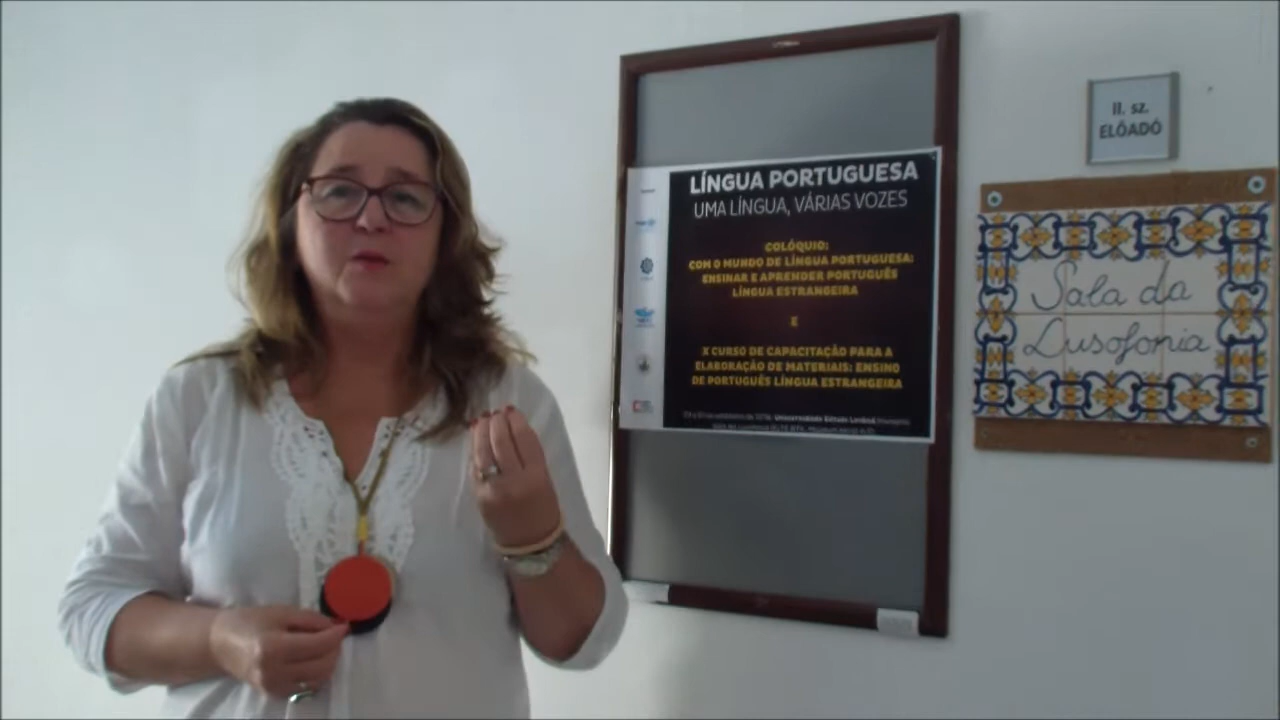 LÍNGUA PORTUGUESA
UMA LÍNGUA, VÁRIAS VOZES
COLÓQUIO:
COM O MUNDO DE LÍNGUA PORTUGUESA:
ENSINAR E APRENDER PORTUGUÊS
LÍNGUA ESTRANGEIRA
E
X CURSO DE CAPACITAÇÃO PARA A
ELABORAÇÃO DE MATERIAIS: ENSINO
DE PORTUGUÊS LÍNGUA ESTRANGEIRA
II. sz.
ELŐADÓ
Sala da
Lusofonia